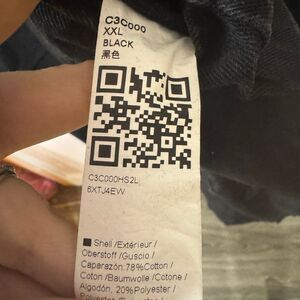 C3C000
XXL
BLACK
黑色
C3C000HS2L
6XTJ4EW
Shell /Extérieur /
Oberstoff /Guscio /
Caparazón: 78%Cotton /
Coton /Baumwolle /Cotone /
Algodón, 20%Polyester /